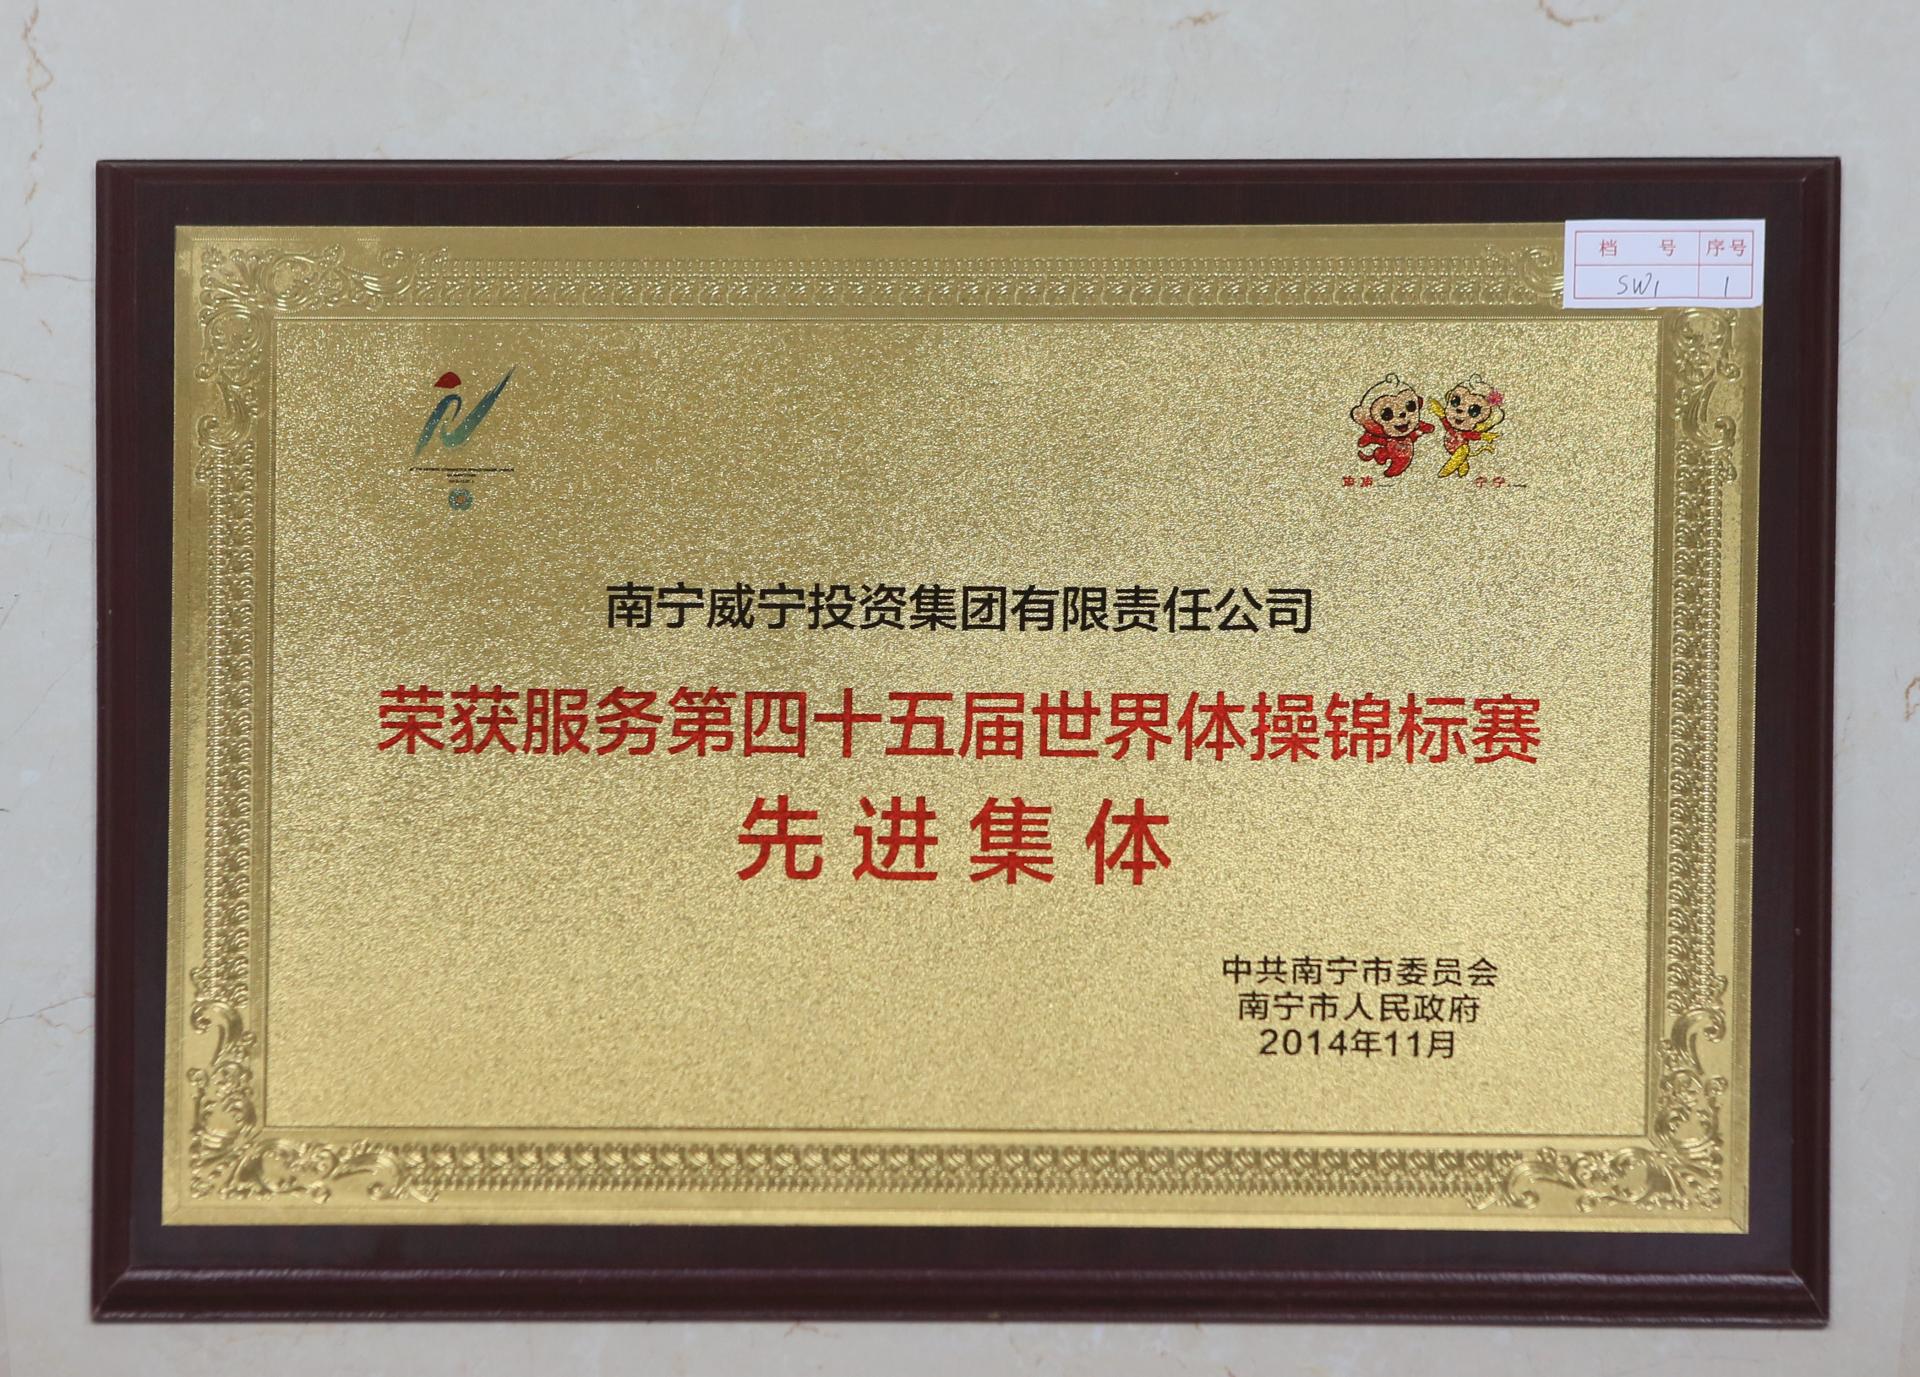 档 号 序号
SW1 1
宁宁
南宁威宁投资集团有限责任公司
荣获服务第四十五届世界体操锦标赛
先进集体
中共南宁市委员会
南宁市人民政府
2014年11月